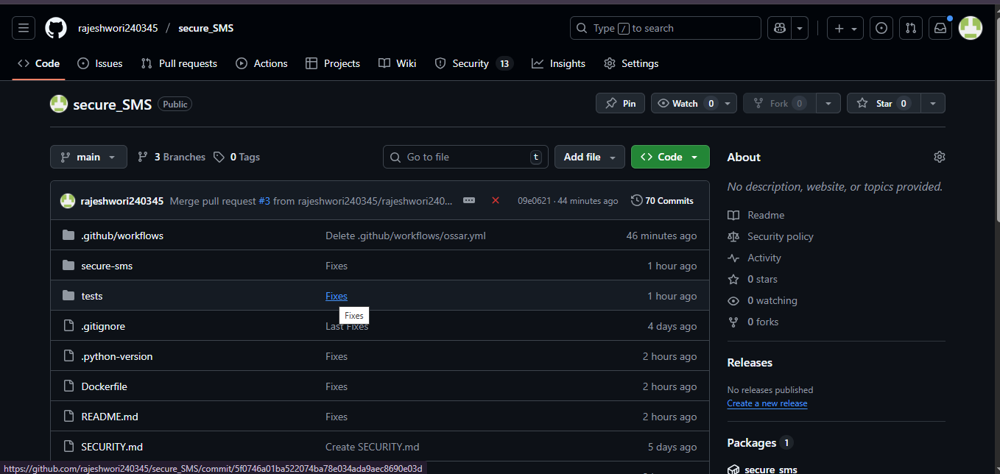 rajeshwori240345 / secure_SMS
Type / to search
Code Issues Pull requests Actions Projects Wiki Security 13 Insights Settings
secure_SMS Public
Pin Watch 0 Fork 0 Star 0
main 3 Branches 0 Tags
Go to file t
Add file Code
rajeshwori240345 Merge pull request #3 from rajeshwori240345/rajeshwori240... 09e0621 · 44 minutes ago 70 Commits
.github/workflows Delete .github/workflows/ossar.yml 46 minutes ago
secure-sms Fixes 1 hour ago
tests Fixes 1 hour ago
Fixes
.gitignore Last Fixes 4 days ago
.python-version Fixes 2 hours ago
Dockerfile Fixes 2 hours ago
README.md Fixes 2 hours ago
SECURITY.md Create SECURITY.md 5 days ago
About
No description, website, or topics provided.
Readme
Security policy
Activity
0 stars
0 watching
0 forks
Releases
No releases published
Create a new release
Packages 1
secure_sms
https://github.com/rajeshwori240345/secure_SMS/commit/5f0746a01ba522074ba78e034ada9aec8690e03d